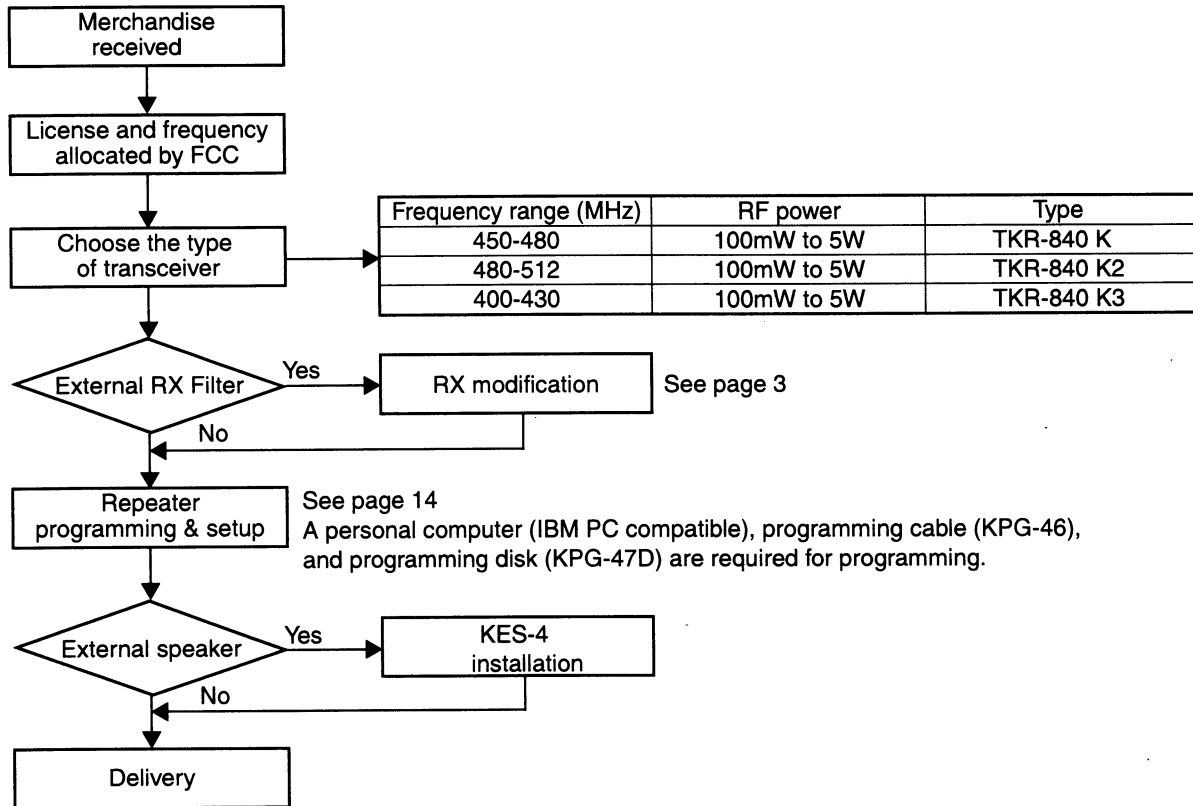 Merchandise
received
License and frequency
allocated by FCC
Choose the type
of transceiver
Frequency range (MHz) RF power Type
450-480 100mW to 5W TKR-840 K
480-512 100mW to 5W TKR-840 K2
400-430 100mW to 5W TKR-840 K3
External RX Filter
Yes
RX modification
See page 3
No
Repeater
programming & setup
See page 14
A personal computer (IBM PC compatible), programming cable (KPG-46),
and programming disk (KPG-47D) are required for programming.
External speaker
Yes
KES-4
installation
No
Delivery